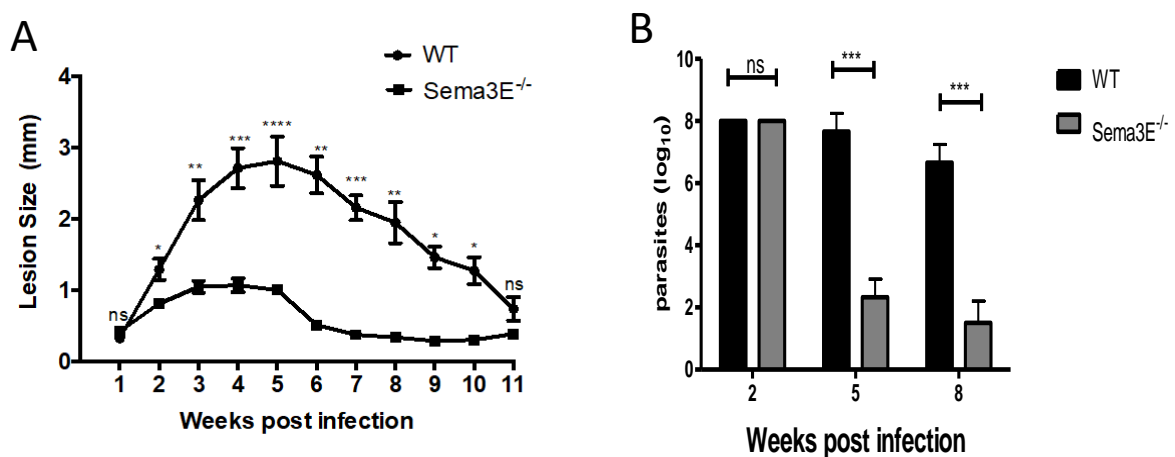 A
WT
Sema3E-/-
Lesion Size (mm)
4
3
2
1
0
ns
*
**
***
****
**
***
**
*
*
ns
1 2 3 4 5 6 7 8 9 10 11
Weeks post infection
B
WT
Sema3E-/-
parasites (log10)
10
8
6
4
2
0
ns
***
***
2 5 8
Weeks post infection